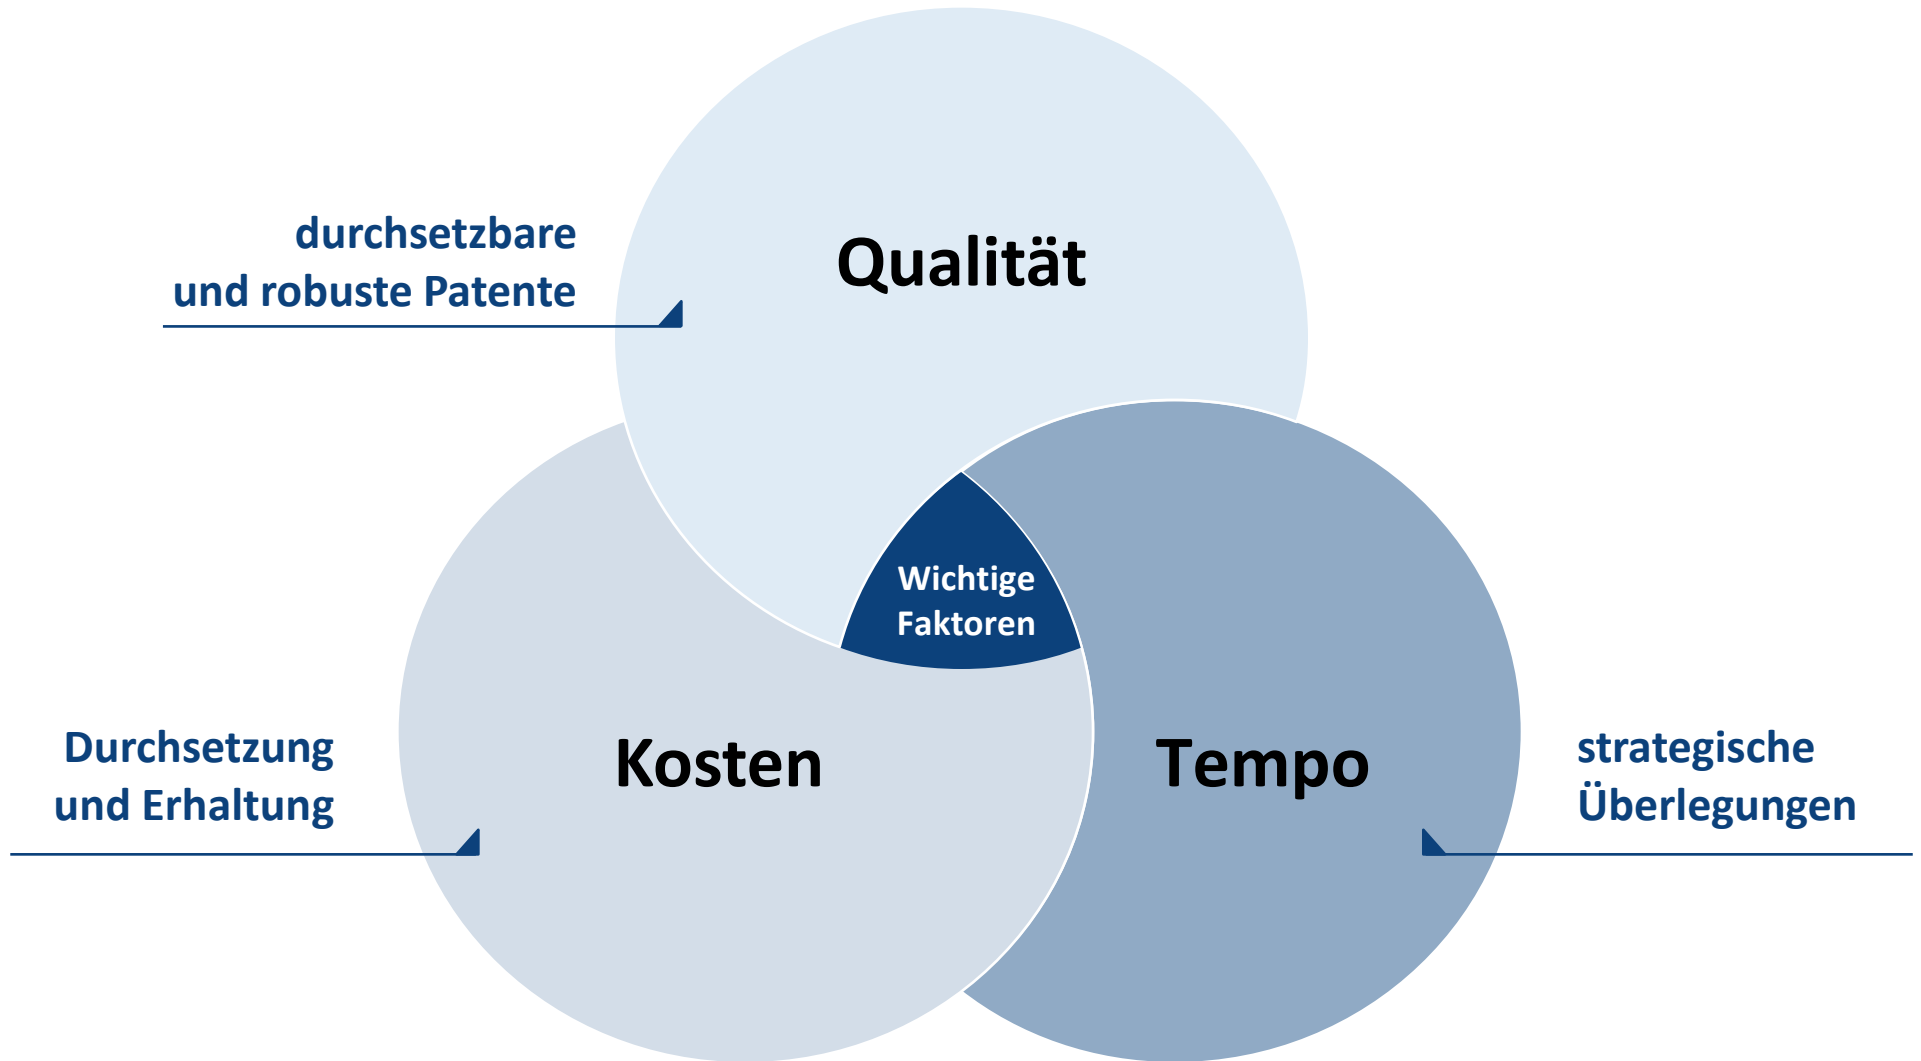 durchsetzbare
und robuste Patente
Qualität
Wichtige
Faktoren
Durchsetzung
und Erhaltung
Kosten
Tempo
strategische
Überlegungen